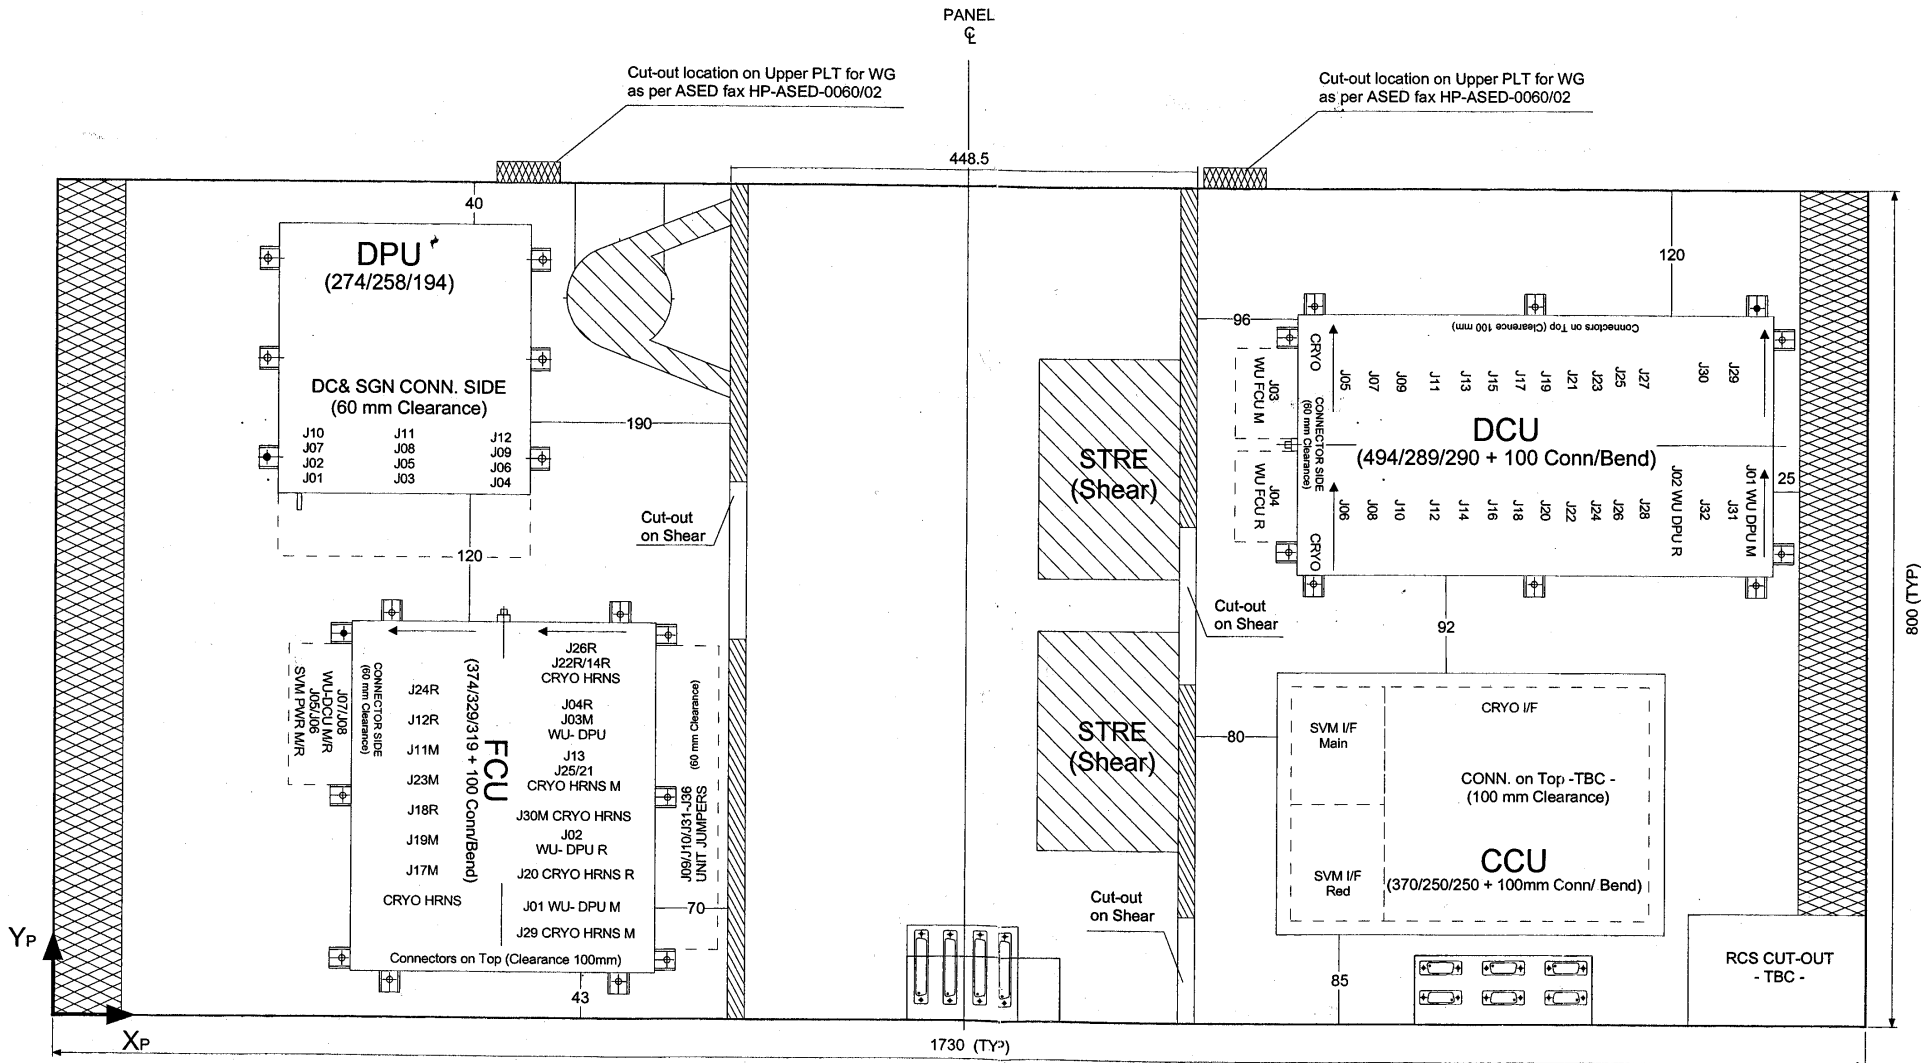 PANEL
℄
Cut-out location on Upper PLT for WG
as per ASED fax HP-ASED-0060/02
Cut-out location on Upper PLT for WG
as per ASED fax HP-ASED-0060/02
448.5
40
DPU
(274/258/194)
DC& SGN CONN. SIDE
(60 mm Clearance)
J10 J11 J12
J07 J08 J09
J02 J05 J06
J01 J03 J04
190
Cut-out
on Shear
120
CONNECTOR SIDE
(60 mm Clearance)
J07/J08
WU-DCU M/R
J05/J06
SVM PWR M/R
J24R
J12R
J11M
J23M
J18R
J19M
J17M
CRYO HRNS
FCU
(374/329/319 + 100 Conn/Bend)
J26R
J22R/14R
CRYO HRNS
J04R
J03M
WU- DPU
J13
J25/21
CRYO HRNS M
J30M CRYO HRNS
J02
WU- DPU R
J20 CRYO HRNS R
J01 WU- DPU M
J29 CRYO HRNS M
Connectors on Top (Clearance 100mm)
(60 mm Clearance)
J09/J10/J31-J36
UNIT JUMPERS
70
43
STRE
(Shear)
STRE
(Shear)
Cut-out
on Shear
Cut-out
on Shear
120
96
Connectors on Top (Clearence 100 mm)
CRYO
CONNECTOR SIDE
(60 mm Clearance)
CRYO
J03
WU FCU M
J04
WU FCU R
J05 J07 J09 J11 J13 J15 J17 J19 J21 J23 J25 J27 J30 J29
DCU
(494/289/290 + 100 Conn/Bend)
J06 J08 J10 J12 J14 J16 J18 J20 J22 J24 J26 J28 J02 WU DPU R J32 J31 J01 WU DPU M
25
92
80
SVM I/F
Main
CRYO I/F
CONN. on Top -TBC -
(100 mm Clearance)
SVM I/F
Red
CCU
(370/250/250 + 100mm Conn/ Bend)
85
RCS CUT-OUT
- TBC -
800 (TYP)
YP
XP
1730 (TYP)